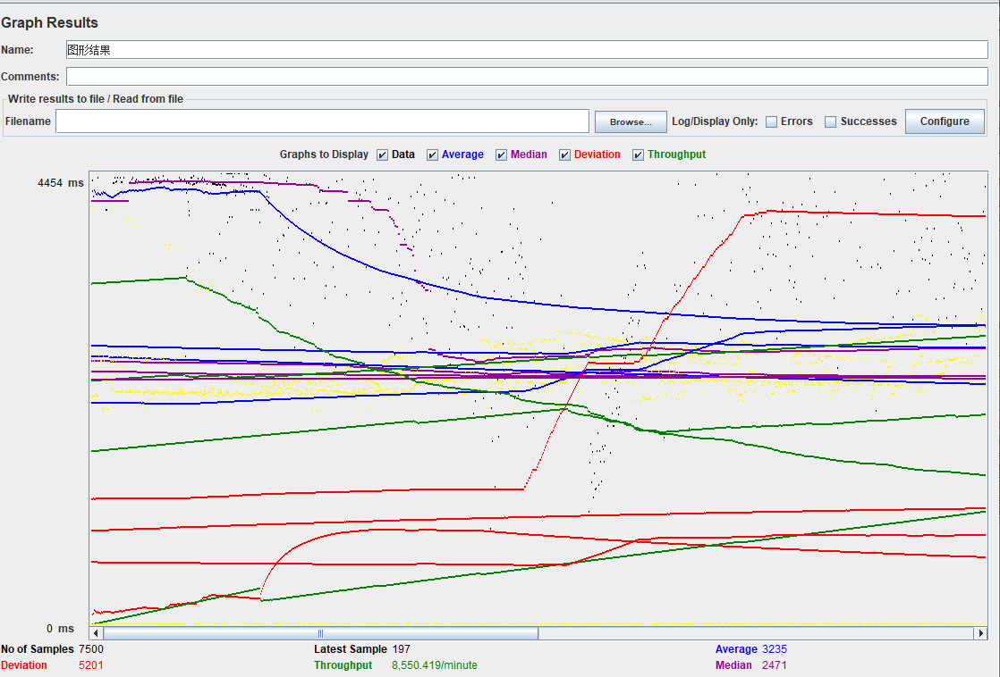 Graph Results
Name: 图形结果
Comments:
Write results to file / Read from file
Filename Browse... Log/Display Only: Errors Successes Configure
Graphs to Display Data Average Median Deviation Throughput
4454 ms
0 ms
No of Samples 7500 Latest Sample 197 Average 3235
Deviation 5201 Throughput 8,550.419/minute Median 2471